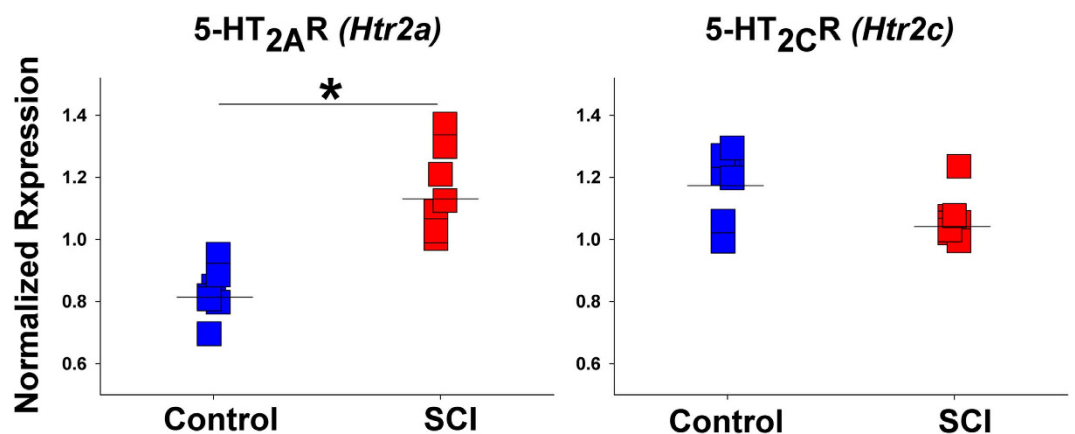 5-HT2AR (Htr2a)
5-HT2CR (Htr2c)
Normalized Rxpression
1.4
1.2
1.0
0.8
0.6
*
Control
SCI
1.4
1.2
1.0
0.8
0.6
Control
SCI